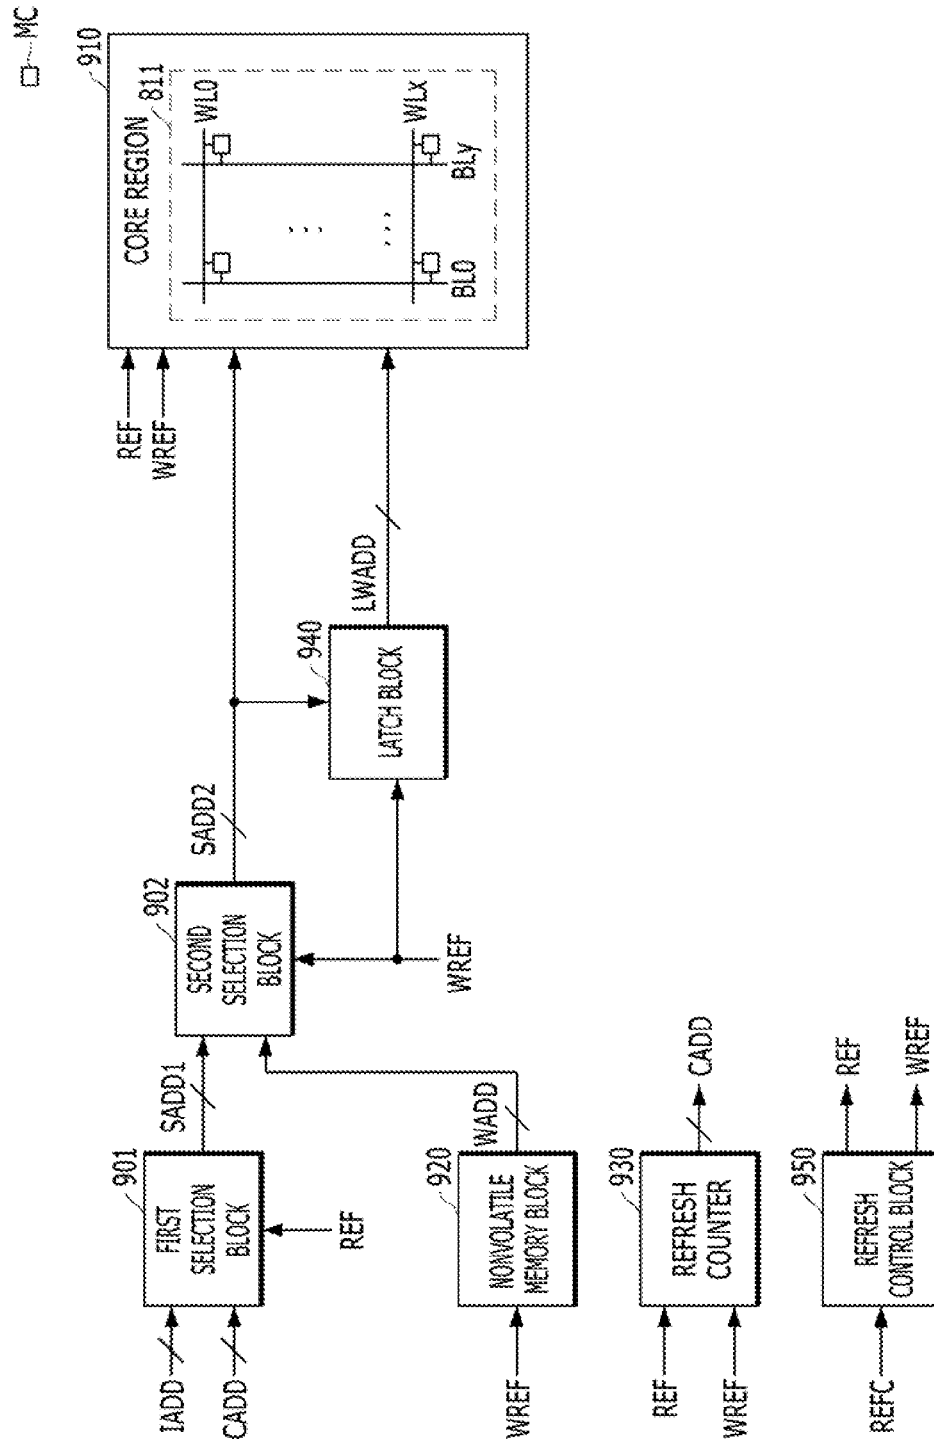 MC
910
CORE REGION
811
WL0
WLx
BL0
BLy
REF
WREF
LWADD
940
LATCH BLOCK
SADD2
902
SECOND
SELECTION
BLOCK
WREF
SADD1
901
FIRST
SELECTION
BLOCK
REF
IADD
CADD
WADD
920
NONVOLATILE
MEMORY BLOCK
WREF
CADD
930
REFRESH
COUNTER
REF
WREF
REF
WREF
950
REFRESH
CONTROL BLOCK
REFC